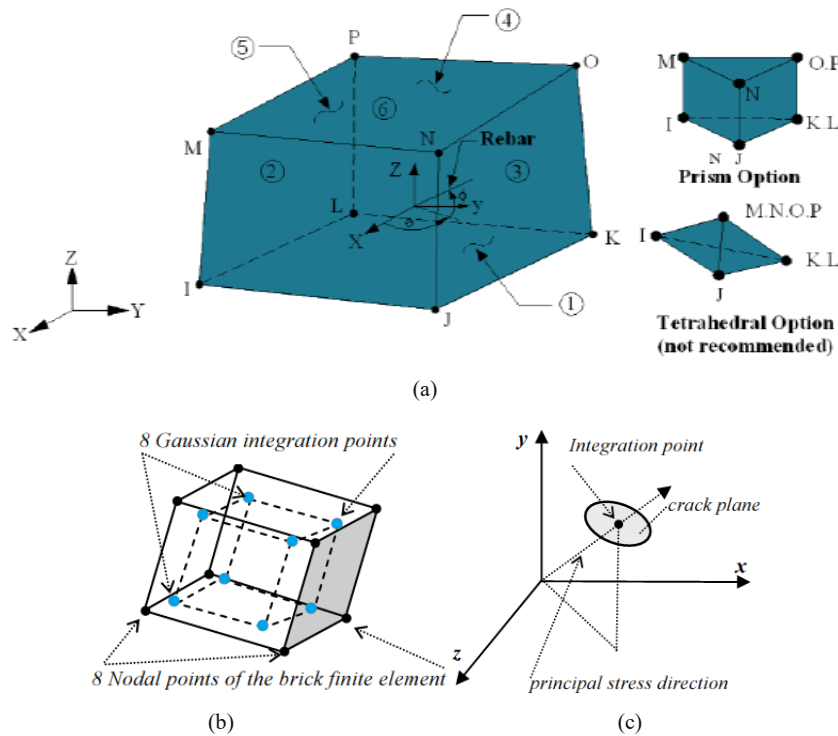 P
④
⑤
O
⑥
M
N
Rebar
②
Z
③
ϕ
L
y
X
θ
K
I
①
J
Z
Y
X
M
O.P
N
I
K.L
N J
Prism Option
M.N.O.P
I
K.L
J
Tetrahedral Option
(not recommended)
(a)
8 Gaussian integration points
8 Nodal points of the brick finite element
(b)
y
Integration point
crack plane
x
z
principal stress direction
(c)